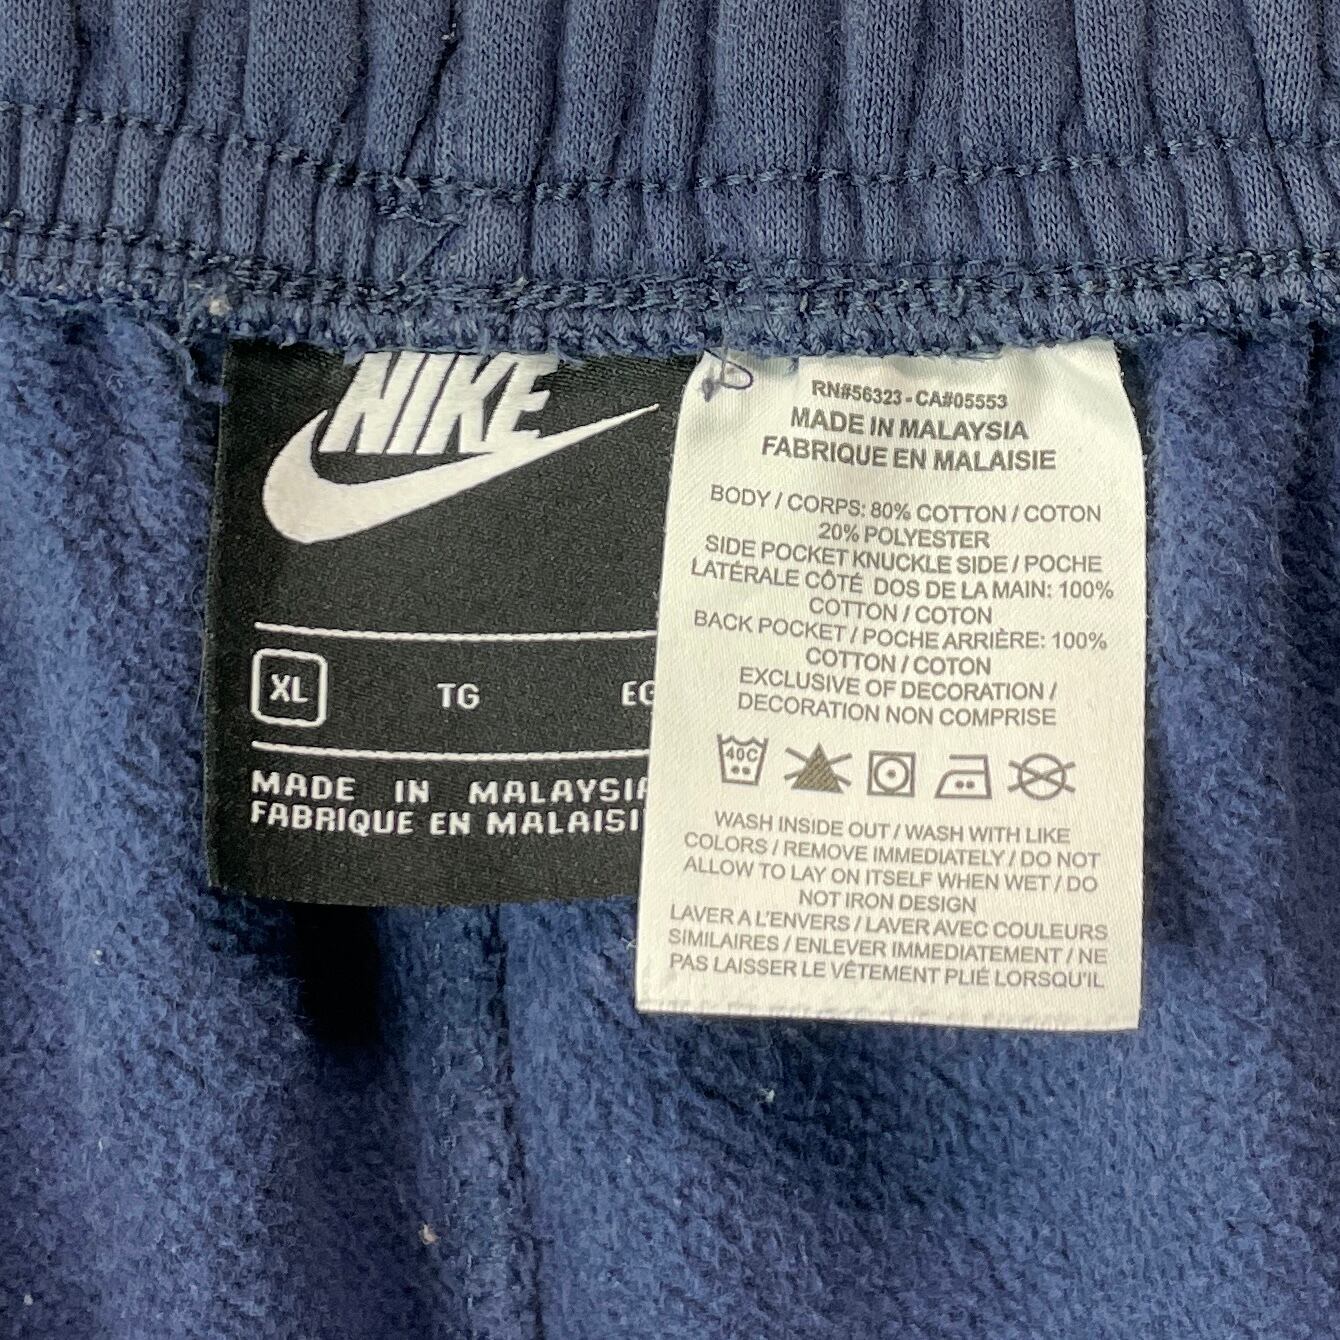 NIKE
XL TG EG
MADE IN MALAYSIA
FABRIQUE EN MALAISI
RN#56323 - CA#05553
MADE IN MALAYSIA
FABRIQUE EN MALAISIE
BODY / CORPS: 80% COTTON / COTON
20% POLYESTER
SIDE POCKET KNUCKLE SIDE / POCHE
LATÉRALE CÔTÉ DOS DE LA MAIN: 100%
COTTON / COTON
BACK POCKET / POCHE ARRIÈRE: 100%
COTTON / COTON
EXCLUSIVE OF DECORATION /
DECORATION NON COMPRISE
40C
WASH INSIDE OUT / WASH WITH LIKE
COLORS / REMOVE IMMEDIATELY / DO NOT
ALLOW TO LAY ON ITSELF WHEN WET / DO
NOT IRON DESIGN
LAVER A L'ENVERS / LAVER AVEC COULEURS
SIMILAIRES / ENLEVER IMMEDIATEMENT / NE
PAS LAISSER LE VÊTEMENT PLIÉ LORSQU'IL